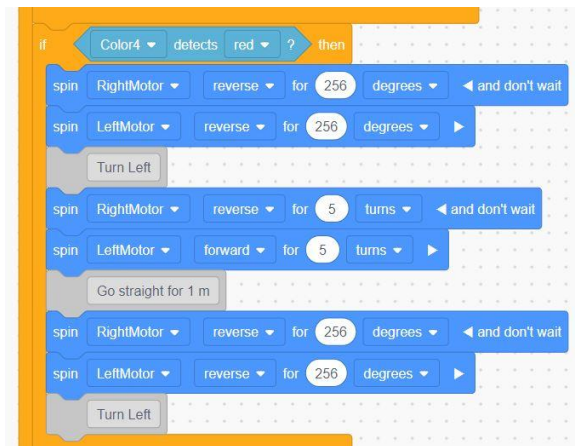 if Color4 detects red ? then
spin RightMotor reverse for 256 degrees and don't wait
spin LeftMotor reverse for 256 degrees
Turn Left
spin RightMotor reverse for 5 turns and don't wait
spin LeftMotor forward for 5 turns
Go straight for 1 m
spin RightMotor reverse for 256 degrees and don't wait
spin LeftMotor reverse for 256 degrees
Turn Left